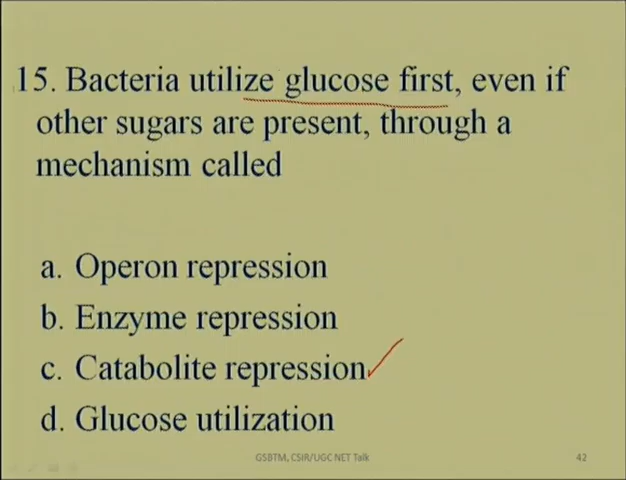 15. Bacteria utilize glucose first, even if
other sugars are present, through a
mechanism called
a. Operon repression
b. Enzyme repression
c. Catabolite repression
d. Glucose utilization
GSBTM, CSIR/UGC NET Talk 42